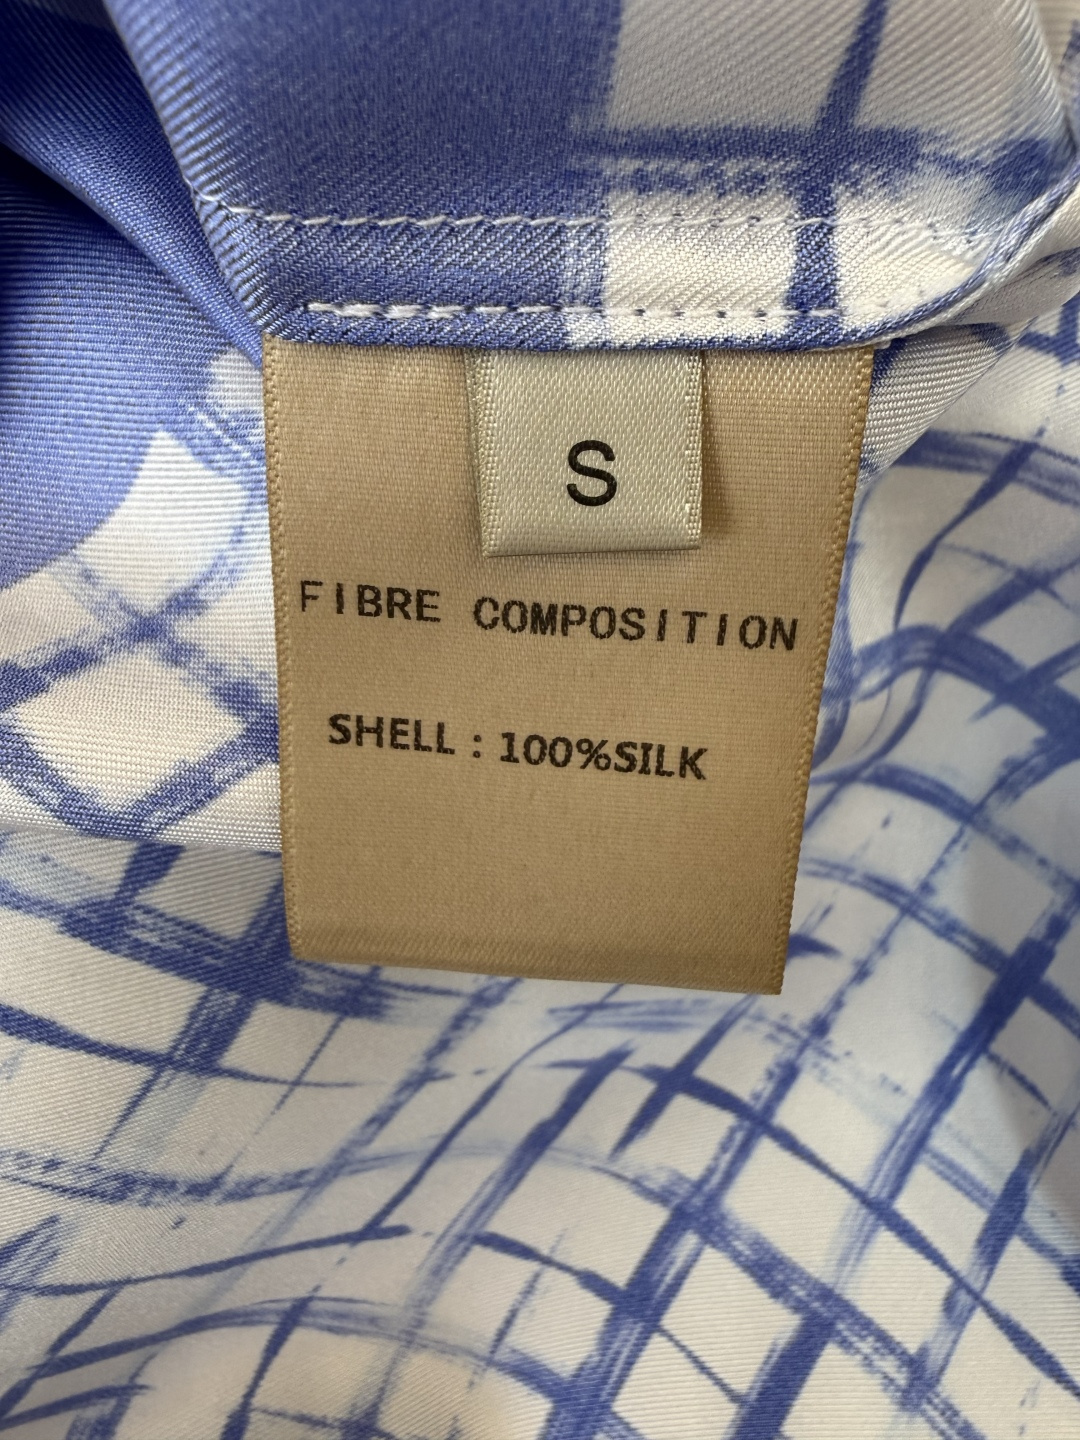 S
FIBRE COMPOSITION
SHELL : 100%SILK